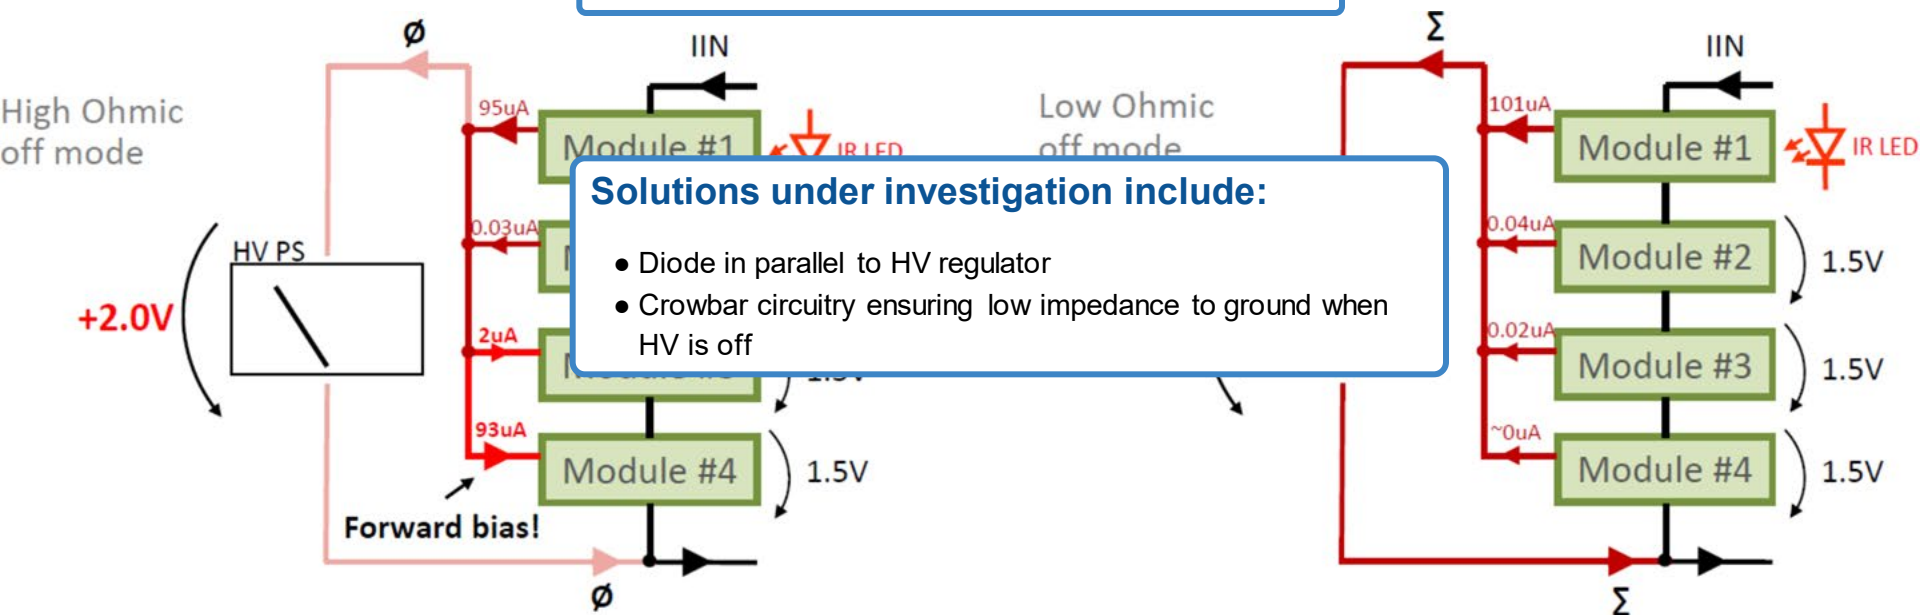 Ø
IIN
High Ohmic
off mode
95uA
Module #1
IR LED
0.03uA
HV PS
+2.0V
2uA
1.5V
93uA
Module #4
1.5V
Forward bias!
Ø
Solutions under investigation include:
● Diode in parallel to HV regulator
● Crowbar circuitry ensuring low impedance to ground when
HV is off
Σ
IIN
Low Ohmic
off mode
101uA
Module #1
IR LED
0.04uA
Module #2
1.5V
0.02uA
Module #3
1.5V
~0uA
Module #4
1.5V
Σ